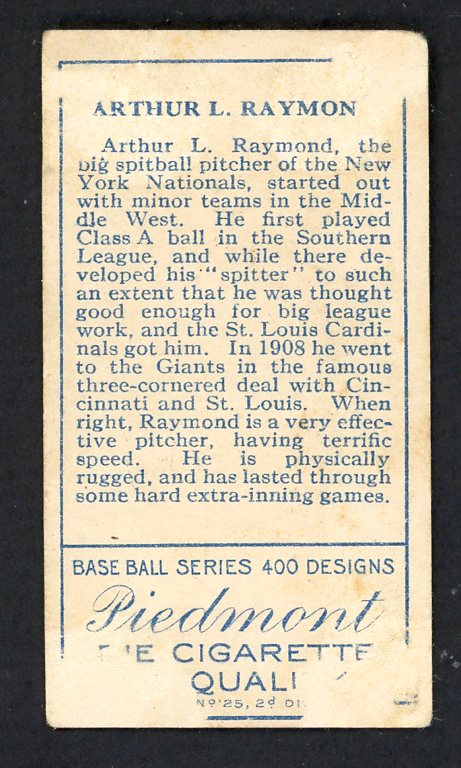 ARTHUR L. RAYMON
Arthur L. Raymond, the
big spitball pitcher of the New
York Nationals, started out
with minor teams in the Mid-
dle West. He first played
Class A ball in the Southern
League, and while there de-
veloped his "spitter" to such
an extent that he was thought
good enough for big league
work, and the St. Louis Cardi-
nals got him. In 1908 he went
to the Giants in the famous
three-cornered deal with Cin-
cinnati and St. Louis. When
right, Raymond is a very effec-
tive pitcher, having terrific
speed. He is physically
rugged, and has lasted through
some hard extra-inning games.
BASE BALL SERIES 400 DESIGNS
Piedmont
CIGARETTE
QUALI
No. 25, 2d DI